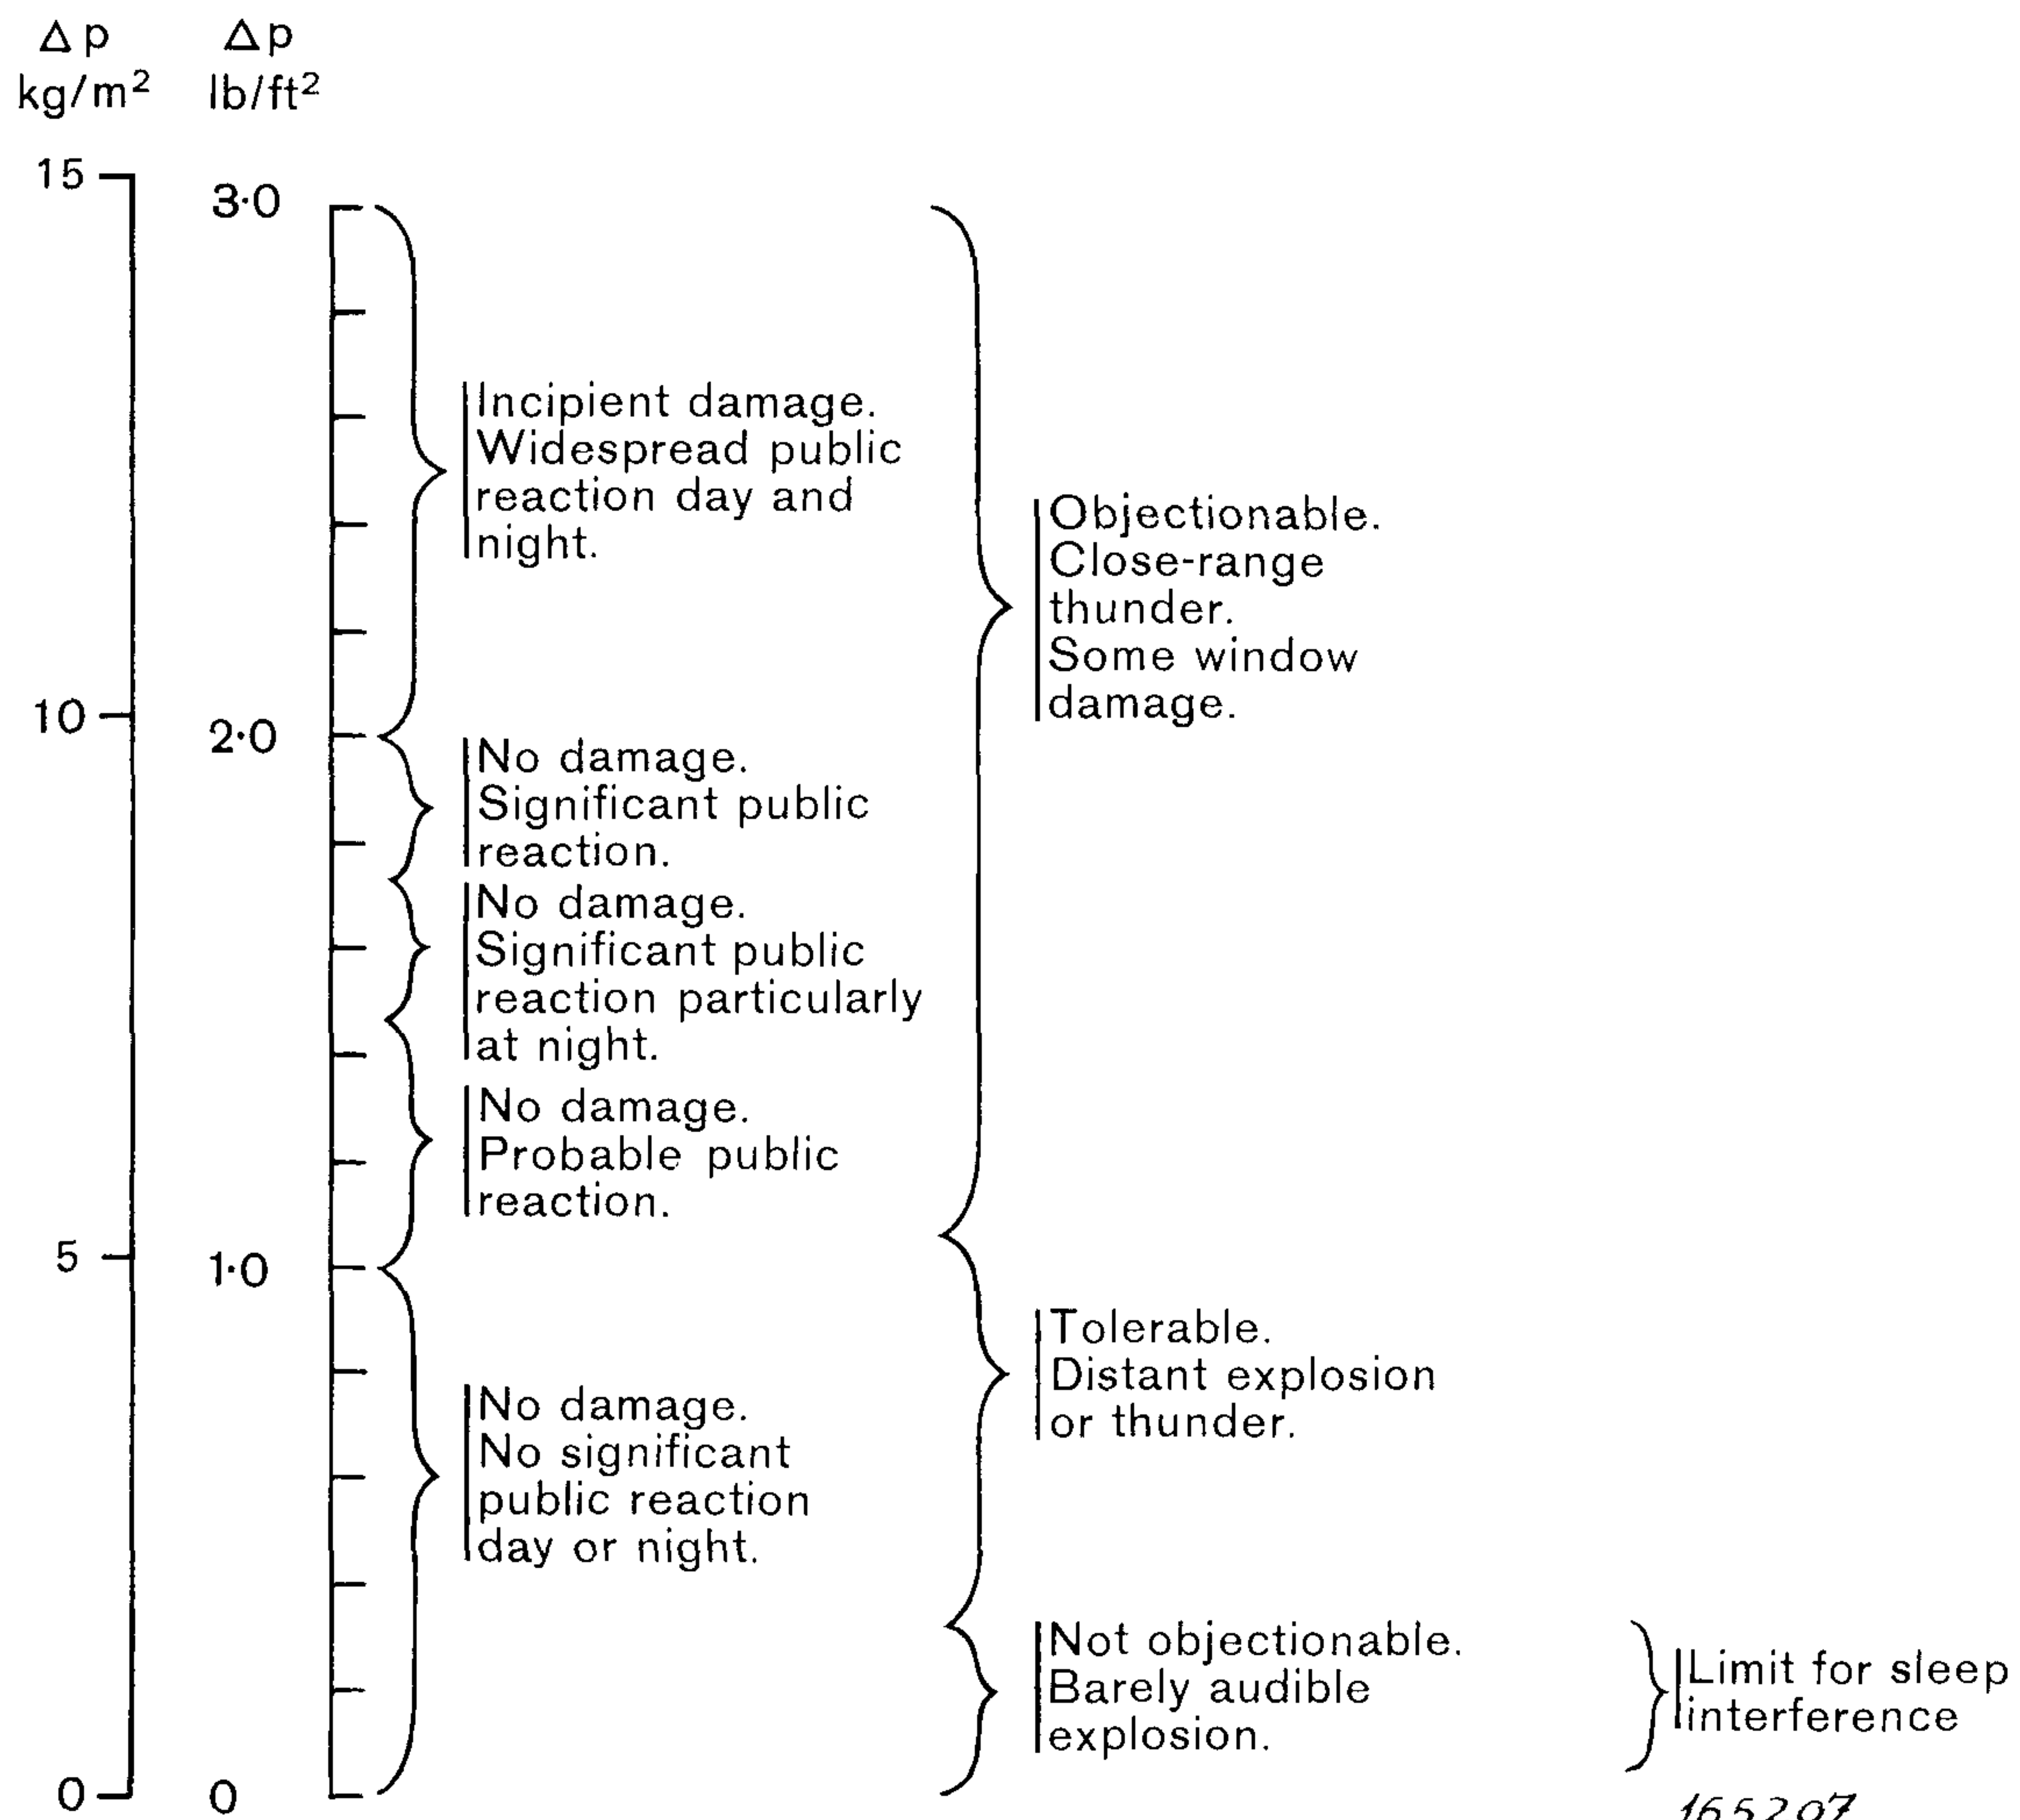 Δp
kg/m²
Δp
lb/ft²
15
10
5
0
3·0
2·0
1·0
0
Incipient damage.
Widespread public
reaction day and
night.
No damage.
Significant public
reaction.
No damage.
Significant public
reaction particularly
at night.
No damage.
Probable public
reaction.
No damage.
No significant
public reaction
day or night.
Objectionable.
Close-range
thunder.
Some window
damage.
Tolerable.
Distant explosion
or thunder.
Not objectionable.
Barely audible
explosion.
Limit for sleep
interference
165207